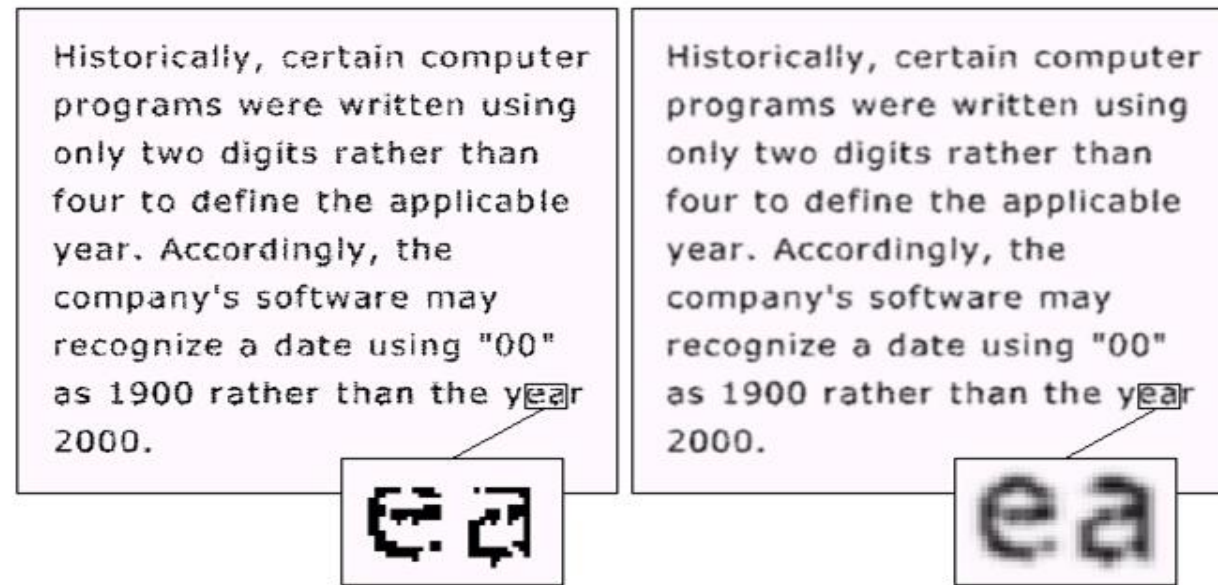 Historically, certain computer
programs were written using
only two digits rather than
four to define the applicable
year. Accordingly, the
company's software may
recognize a date using "00"
as 1900 rather than the year
2000.
ea
Historically, certain computer
programs were written using
only two digits rather than
four to define the applicable
year. Accordingly, the
company's software may
recognize a date using "00"
as 1900 rather than the year
2000.
ea